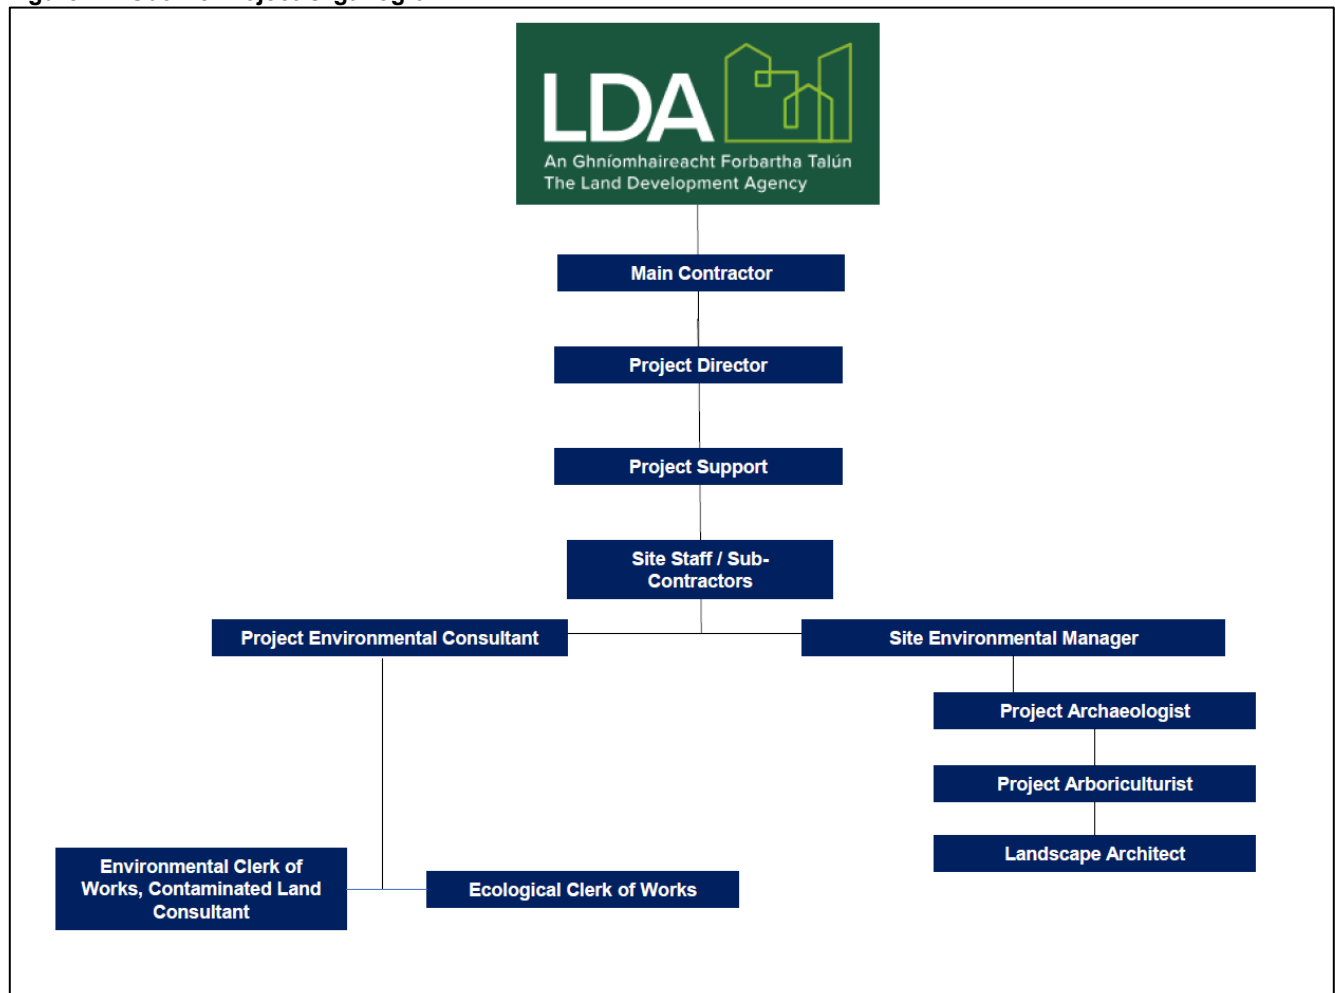 LDA
An Ghníomhaireacht Forbartha Talún
The Land Development Agency
Main Contractor
Project Director
Project Support
Site Staff / Sub-
Contractors
Project Environmental Consultant
Site Environmental Manager
Project Archaeologist
Project Arboriculturist
Landscape Architect
Environmental Clerk of
Works, Contaminated Land
Consultant
Ecological Clerk of Works